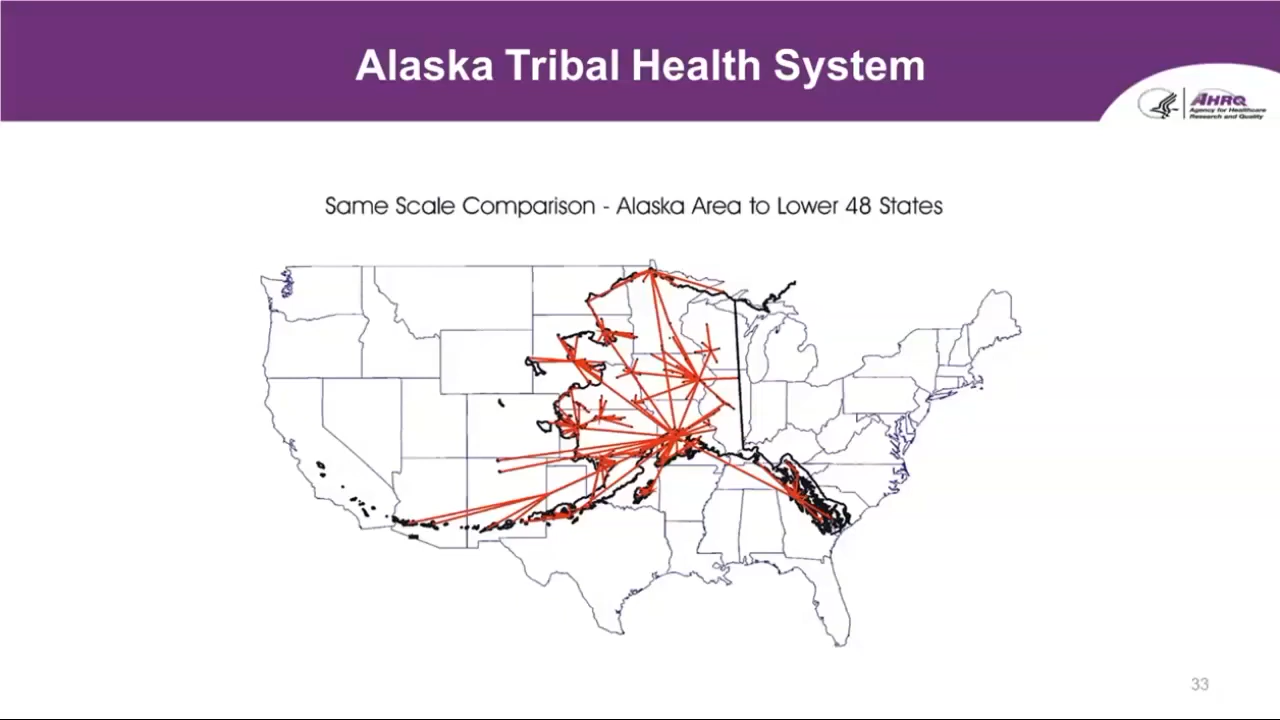 Alaska Tribal Health System
AHRQ
Agency for Healthcare
Research and Quality
Same Scale Comparison - Alaska Area to Lower 48 States
33